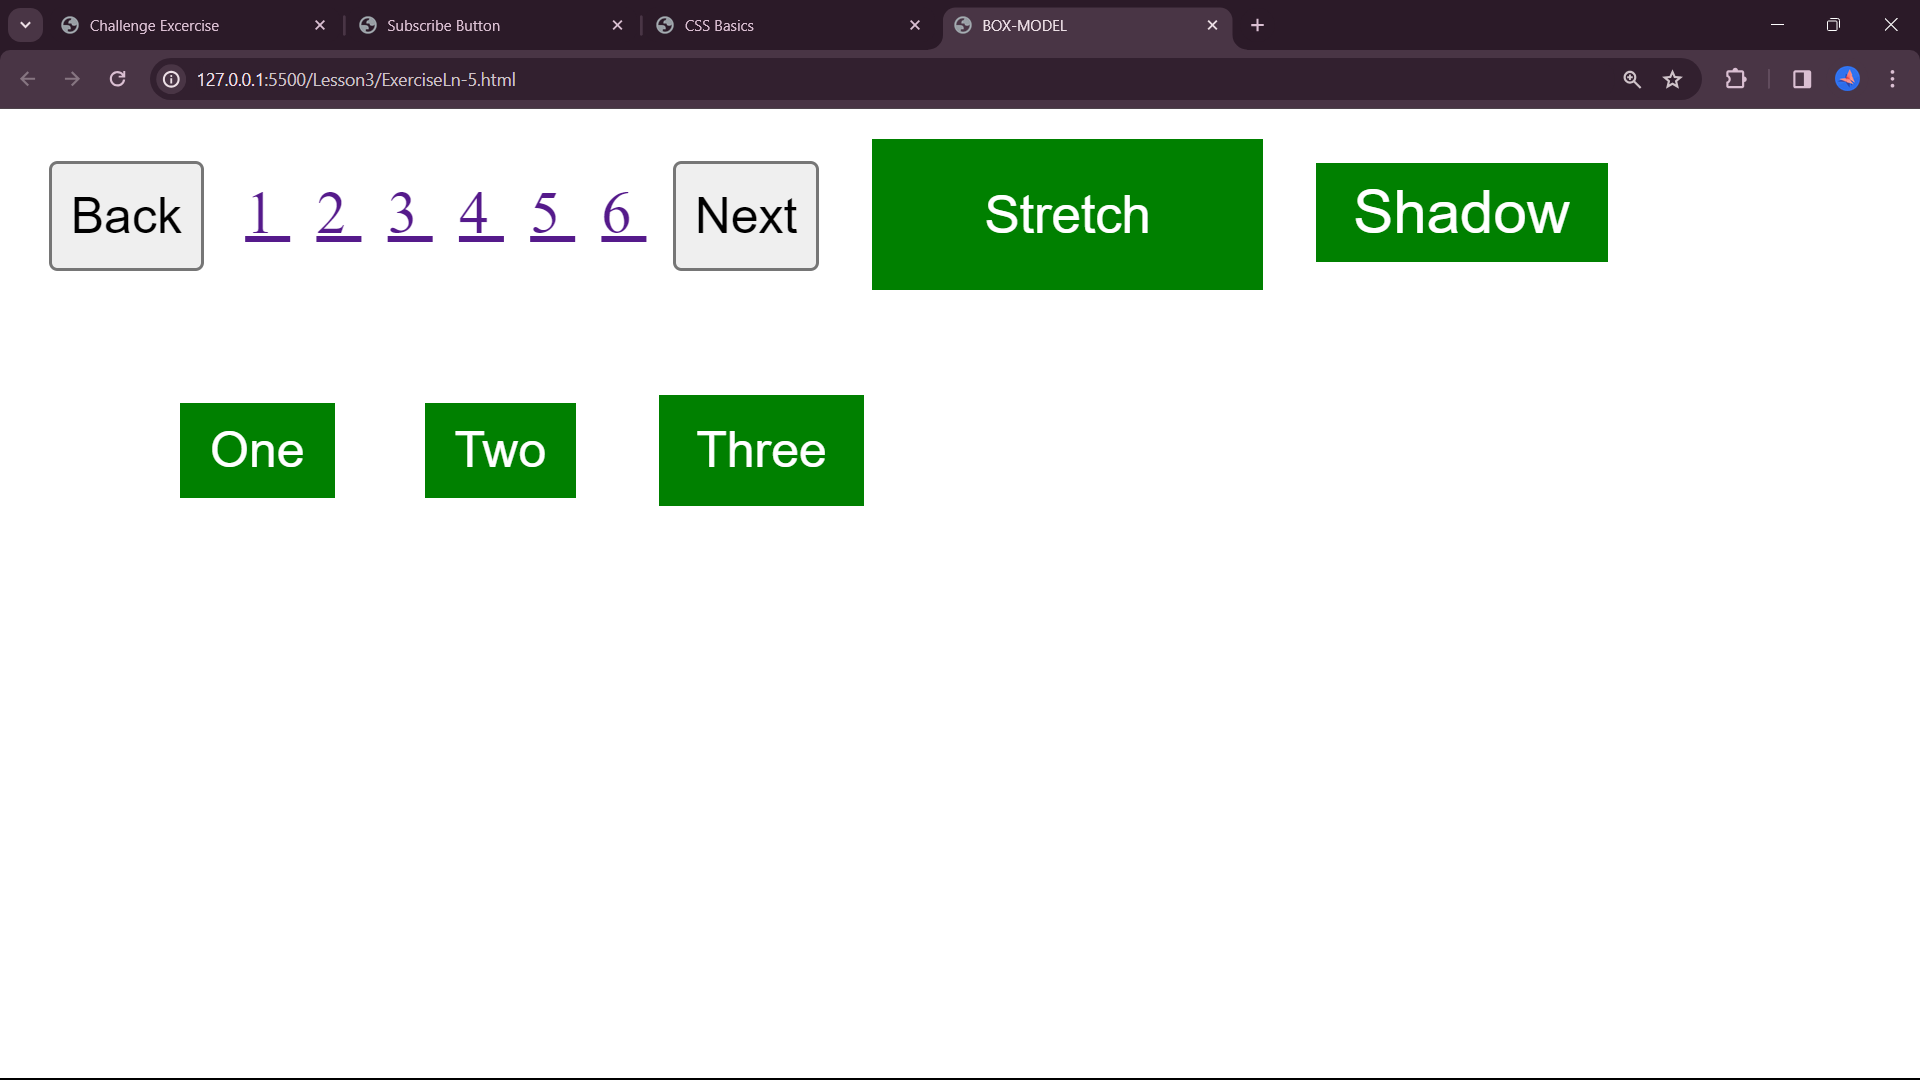 Challenge Excercise Subscribe Button CSS Basics BOX-MODEL
127.0.0.1:5500/Lesson3/ExerciseLn-5.html
Back 1 2 3 4 5 6 Next Stretch Shadow
One Two Three